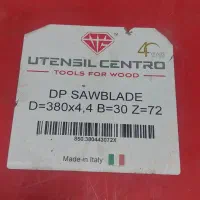 UTENSIL CENTRO
TOOLS FOR WOOD
DP SAWBLADE
D=380x4,4 B=30 Z=72
Made in Italy